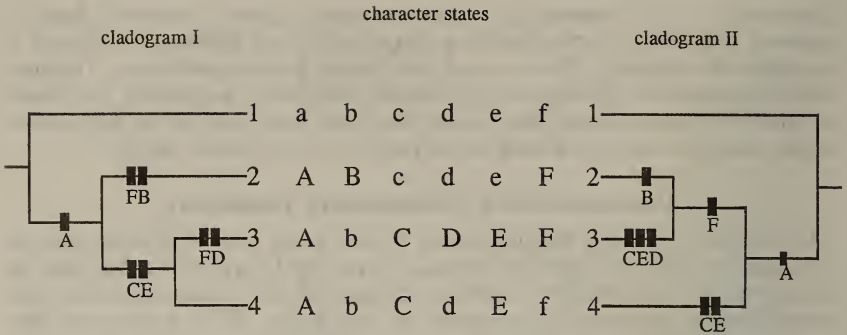 character states
cladogram I
cladogram II
1 a b c d e f 1
2 A B c d e F 2
FB
B
F
A
3 A b C D E F 3
FD
CED
A
CE
4 A b C d E f 4
CE